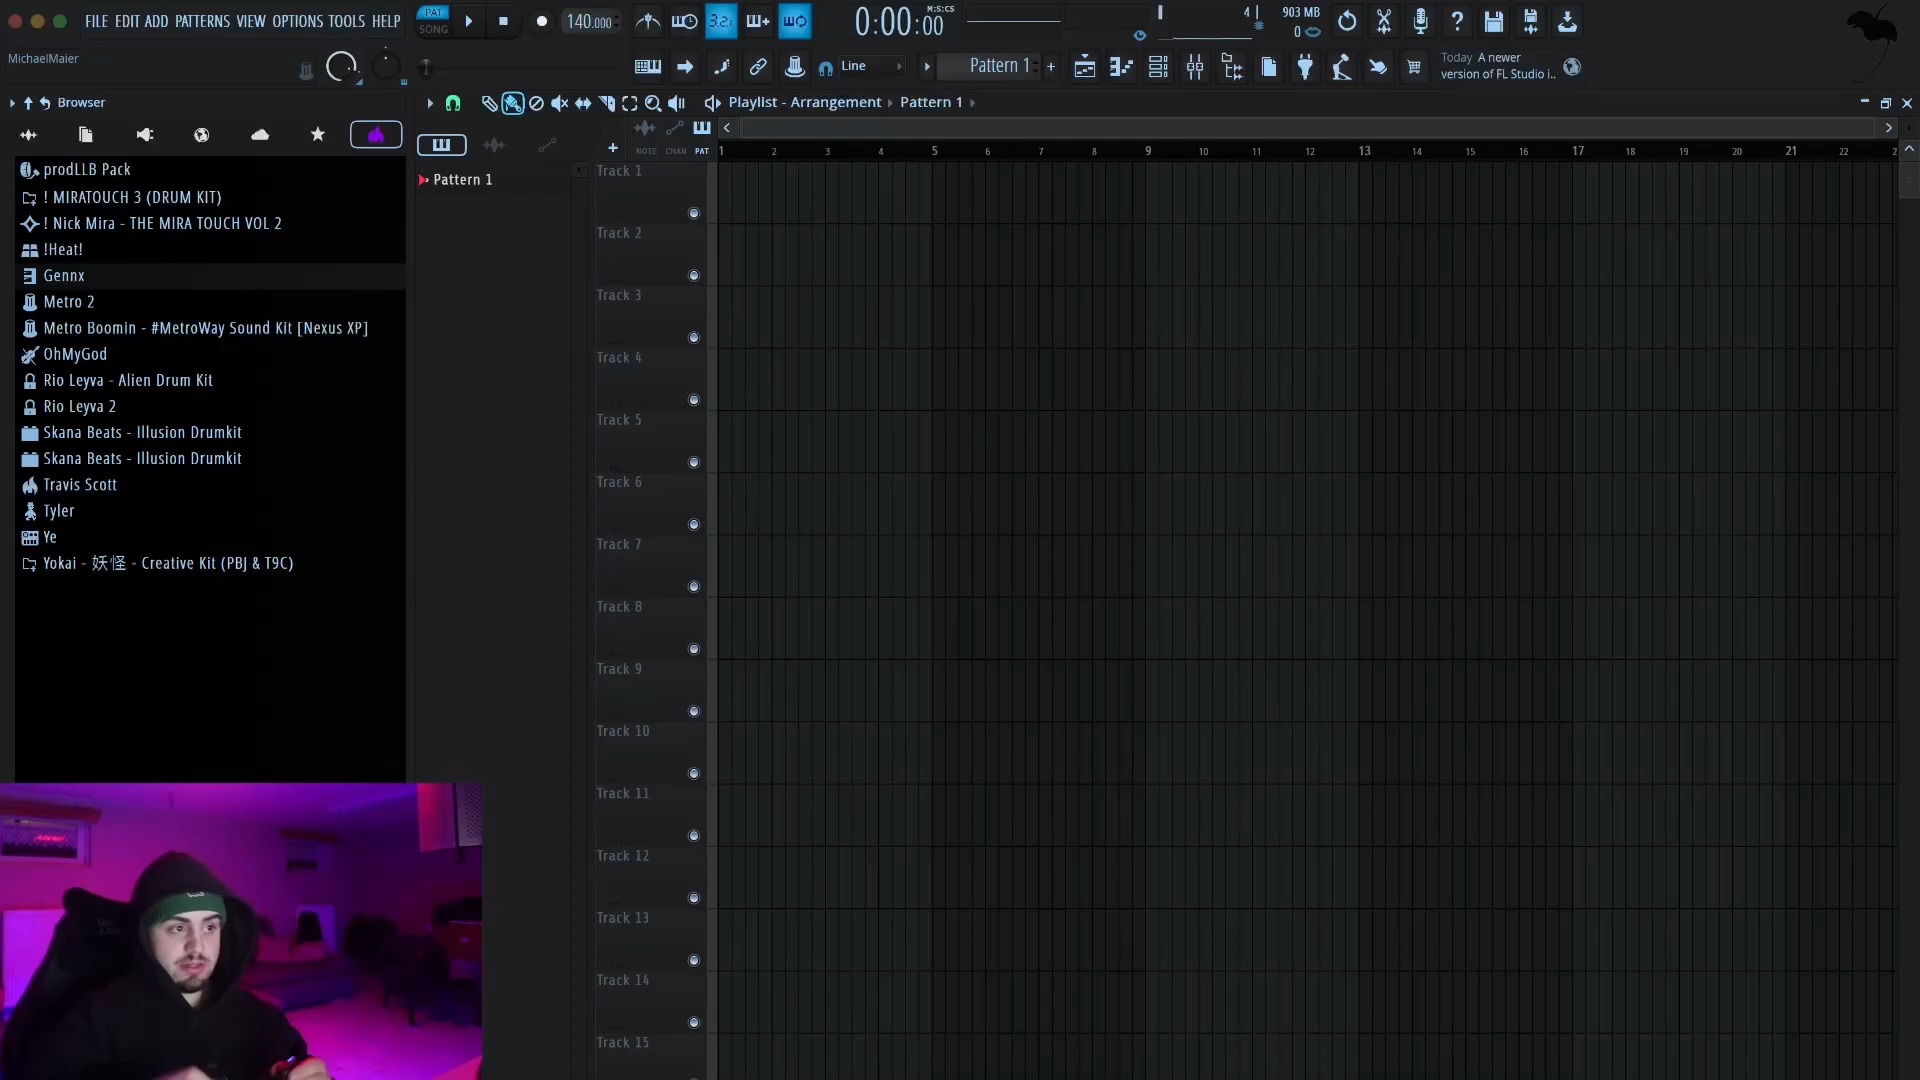 FILE EDIT ADD PATTERNS VIEW OPTIONS TOOLS HELP
PAT
SONG
140.000
3.2.
0:00:00
M:S:CS
4
903 MB
0
MichaelMaier
Line
Pattern 1
+
Today A newer
version of FL Studio i..
Browser
Playlist - Arrangement
Pattern 1
NOTE CHAN PAT
1 2 3 4 5 6 7 8 9 10 11 12 13 14 15 16 17 18 19 20 21 22 2
prodLLB Pack
! MIRATOUCH 3 (DRUM KIT)
! Nick Mira - THE MIRA TOUCH VOL 2
!Heat!
Gennx
Metro 2
Metro Boomin - #MetroWay Sound Kit [Nexus XP]
OhMyGod
Rio Leyva - Alien Drum Kit
Rio Leyva 2
Skana Beats - Illusion Drumkit
Skana Beats - Illusion Drumkit
Travis Scott
Tyler
Ye
Yokai - 妖怪 - Creative Kit (PBJ & T9C)
Pattern 1
Track 1
Track 2
Track 3
Track 4
Track 5
Track 6
Track 7
Track 8
Track 9
Track 10
Track 11
Track 12
Track 13
Track 14
Track 15